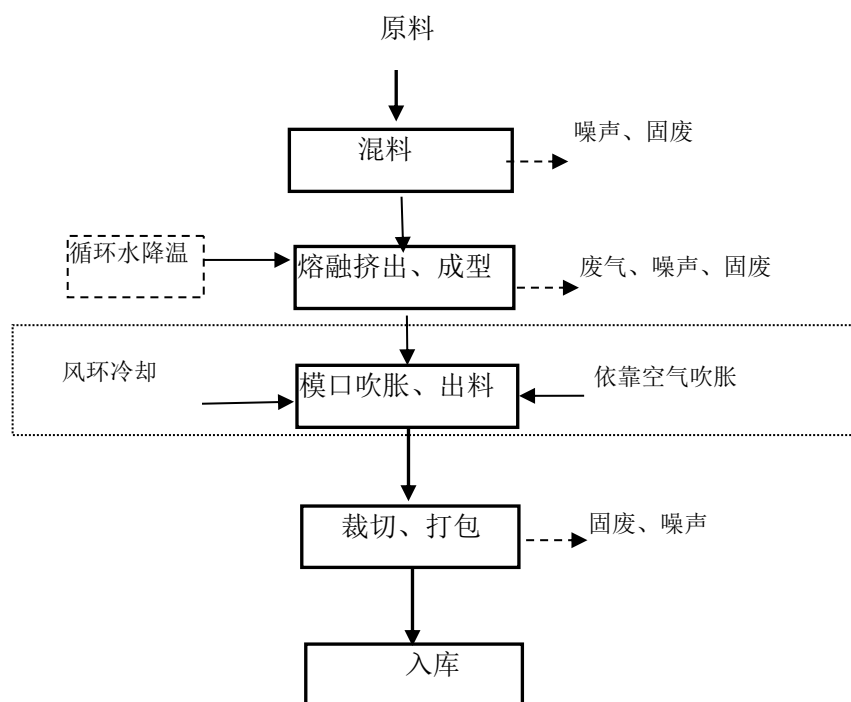 原料
噪声、固废
混料
循环水降温
熔融挤出、成型
废气、噪声、固废
风环冷却
模口吹胀、出料
依靠空气吹胀
裁切、打包
固废、噪声
入库